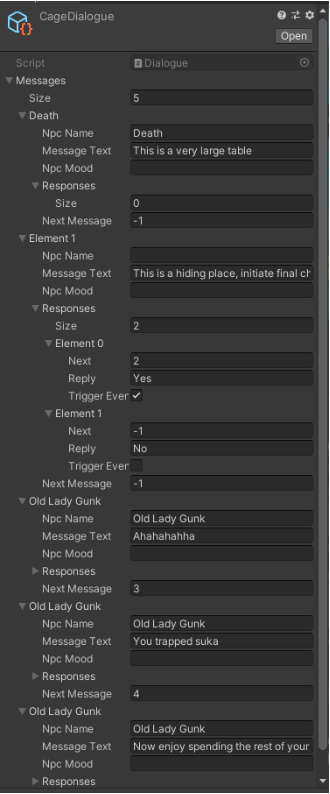 CageDialogue
Open
Script Dialogue
Messages
Size 5
Death
Npc Name Death
Message Text This is a very large table
Npc Mood
Responses
Size 0
Next Message -1
Element 1
Npc Name
Message Text This is a hiding place, initiate final ch
Npc Mood
Responses
Size 2
Element 0
Next 2
Reply Yes
Trigger Ever
Element 1
Next -1
Reply No
Trigger Ever
Next Message -1
Old Lady Gunk
Npc Name Old Lady Gunk
Message Text Ahahahahha
Npc Mood
Responses
Next Message 3
Old Lady Gunk
Npc Name Old Lady Gunk
Message Text You trapped suka
Npc Mood
Responses
Next Message 4
Old Lady Gunk
Npc Name Old Lady Gunk
Message Text Now enjoy spending the rest of your
Npc Mood
Responses